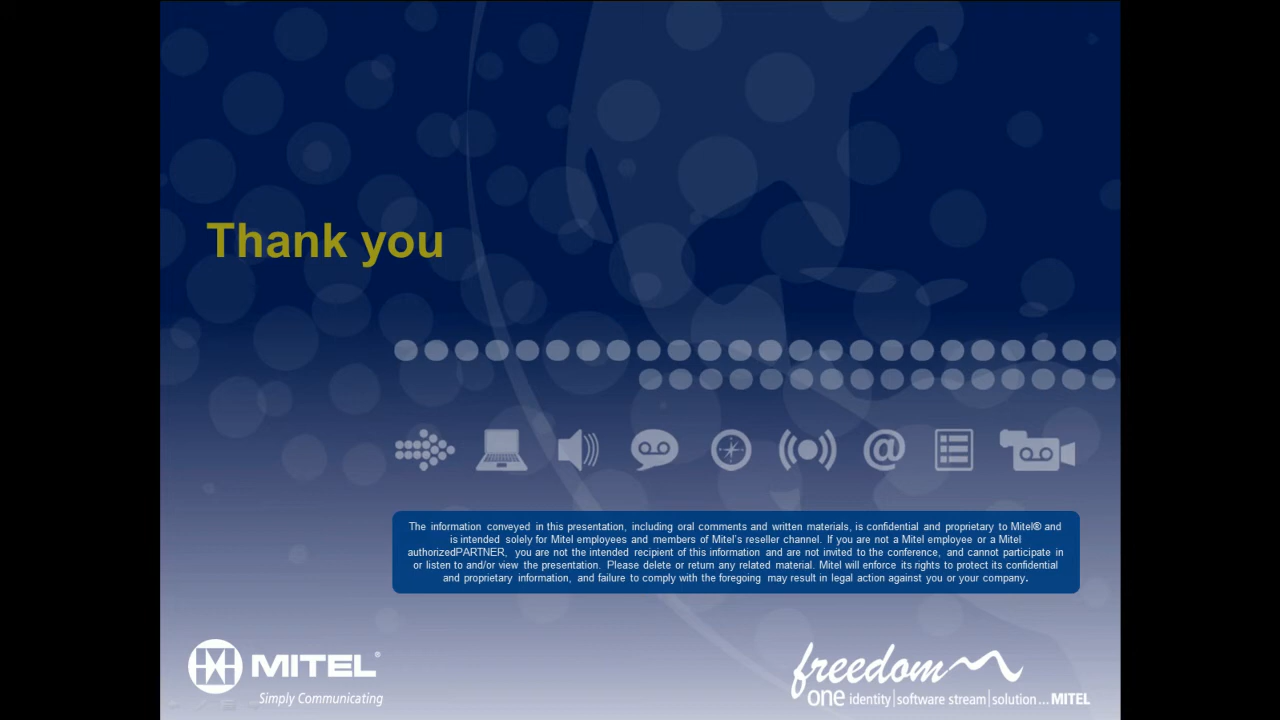 Thank you
@
The information conveyed in this presentation, including oral comments and written materials, is confidential and proprietary to Mitel® and
is intended solely for Mitel employees and members of Mitel's reseller channel. If you are not a Mitel employee or a Mitel
authorizedPARTNER, you are not the intended recipient of this information and are not invited to the conference, and cannot participate in
or listen to and/or view the presentation. Please delete or return any related material. Mitel will enforce its rights to protect its confidential
and proprietary information, and failure to comply with the foregoing may result in legal action against you or your company.
MITEL®
Simply Communicating
freedom
one identity|software stream|solution...MITEL